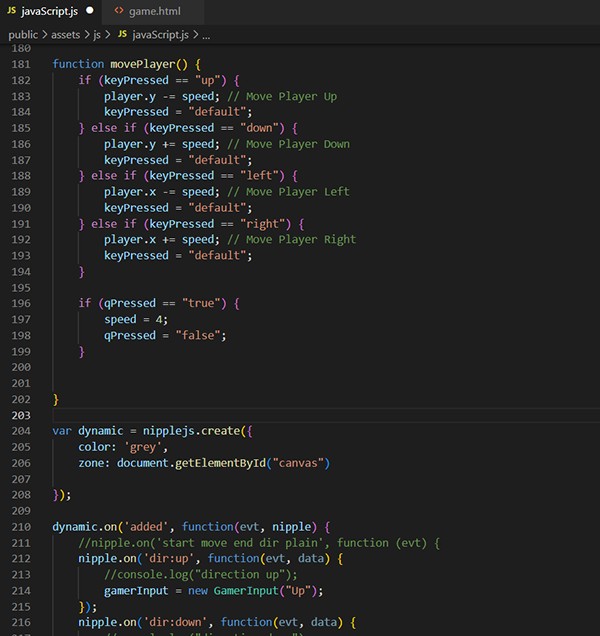 JS javaScript.js ● <> game.html
public > assets > js > JS javaScript.js > ...
180
181 function movePlayer() {
182     if (keyPressed == "up") {
183         player.y -= speed; // Move Player Up
184         keyPressed = "default";
185     } else if (keyPressed == "down") {
186         player.y += speed; // Move Player Down
187         keyPressed = "default";
188     } else if (keyPressed == "left") {
189         player.x -= speed; // Move Player Left
190         keyPressed = "default";
191     } else if (keyPressed == "right") {
192         player.x += speed; // Move Player Right
193         keyPressed = "default";
194     }
195
196     if (qPressed == "true") {
197         speed = 4;
198         qPressed = "false";
199     }
200
201
202 }
203
204 var dynamic = nipplejs.create({
205     color: 'grey',
206     zone: document.getElementById("canvas")
207
208 });
209
210 dynamic.on('added', function(evt, nipple) {
211     //nipple.on('start move end dir plain', function (evt) {
212     nipple.on('dir:up', function(evt, data) {
213         //console.log("direction up");
214         gamerInput = new GamerInput("Up");
215     });
216     nipple.on('dir:down', function(evt, data) {
217